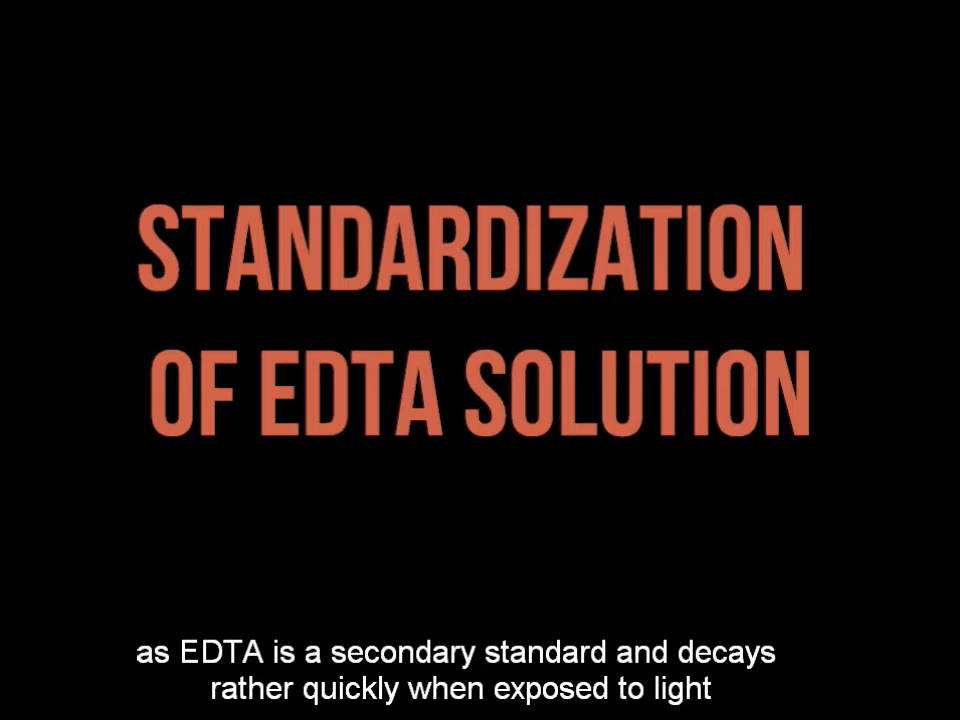 STANDARDIZATION
OF EDTA SOLUTION
as EDTA is a secondary standard and decays
rather quickly when exposed to light